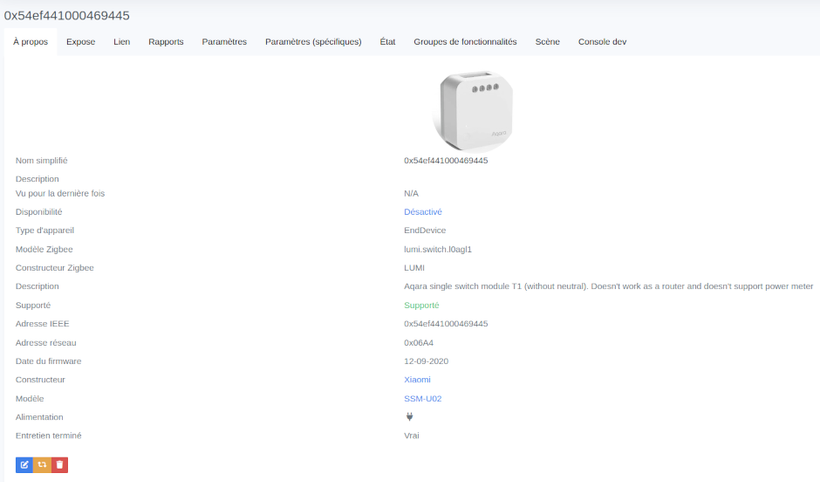 0x54ef441000469445
À propos Expose Lien Rapports Paramètres Paramètres (spécifiques) État Groupes de fonctionnalités Scène Console dev
Aqara
Nom simplifié 0x54ef441000469445
Description
Vu pour la dernière fois N/A
Disponibilité Désactivé
Type d'appareil EndDevice
Modèle Zigbee lumi.switch.l0agl1
Constructeur Zigbee LUMI
Description Aqara single switch module T1 (without neutral). Doesn't work as a router and doesn't support power meter
Supporté Supporté
Adresse IEEE 0x54ef441000469445
Adresse réseau 0x06A4
Date du firmware 12-09-2020
Constructeur Xiaomi
Modèle SSM-U02
Alimentation
Entretien terminé Vrai